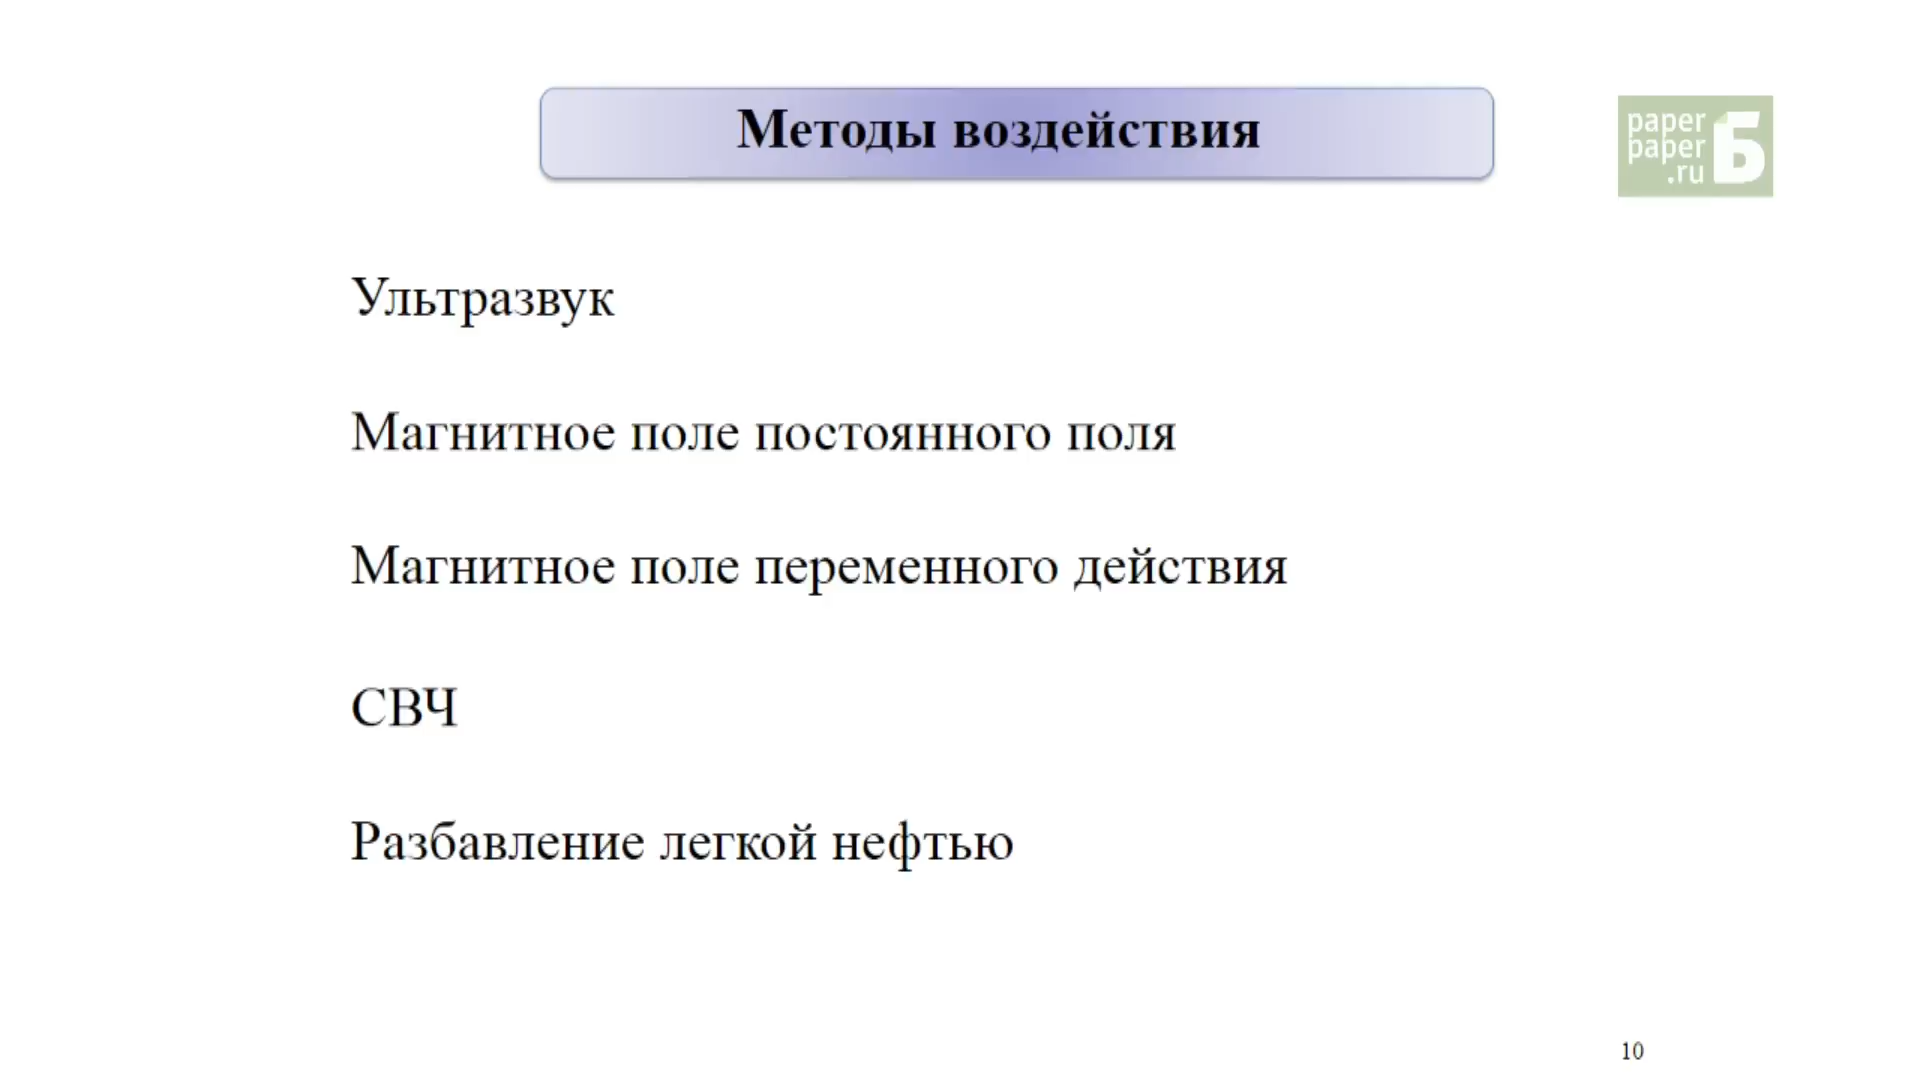 Методы воздействия
paper
paper
.ru Б
Ультразвук
Магнитное поле постоянного поля
Магнитное поле переменного действия
СВЧ
Разбавление легкой нефтью
10